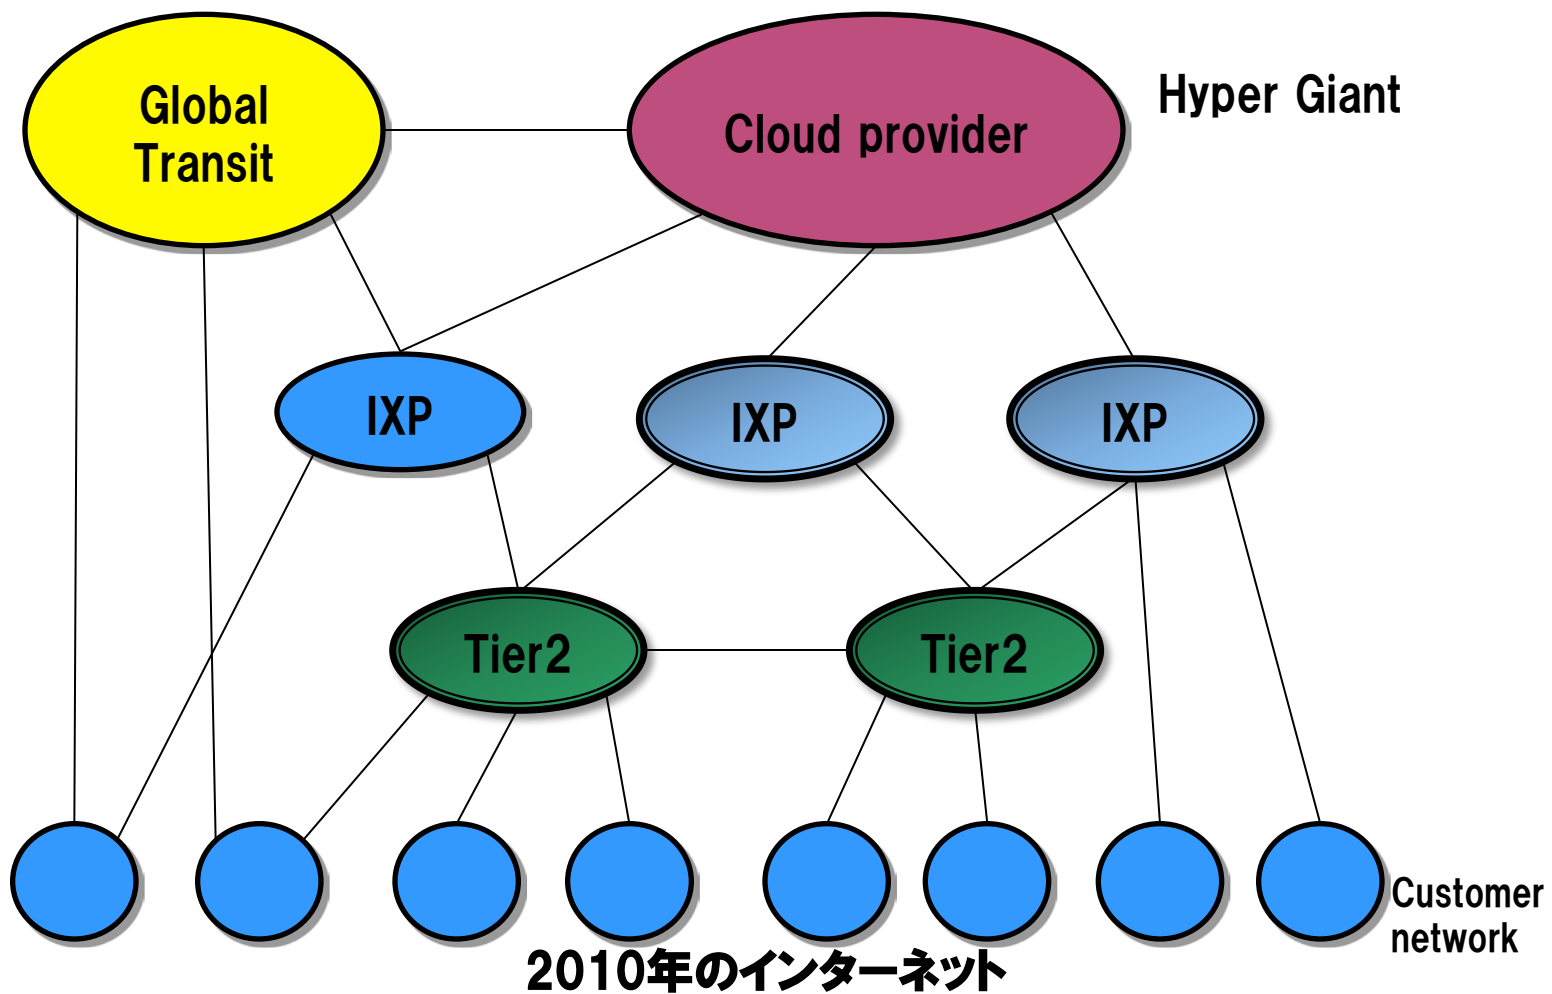 Global
Transit
Cloud provider
Hyper Giant
IXP
IXP
IXP
Tier2
Tier2
Customer
network
2010年のインターネット